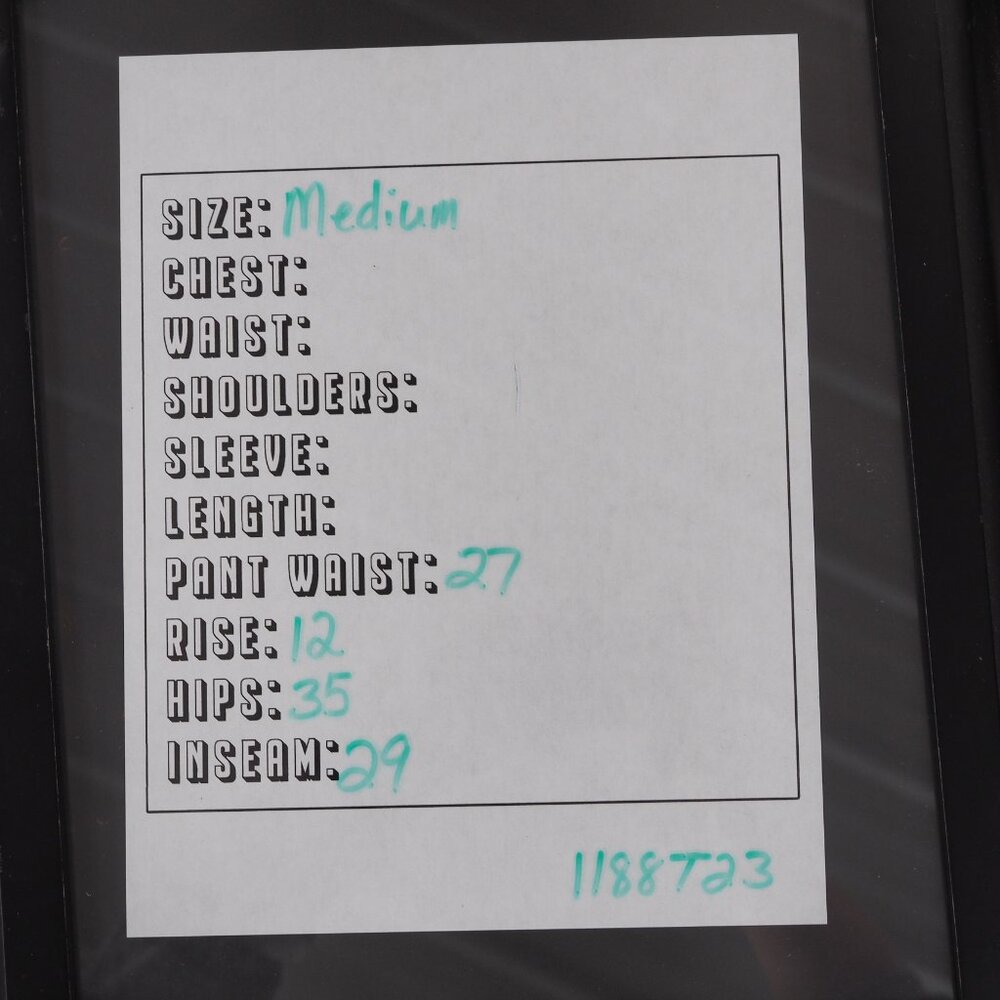 SIZE: Medium
CHEST:
WAIST:
SHOULDERS:
SLEEVE:
LENGTH:
PANT WAIST: 27
RISE: 12
HIPS: 35
INSEAM: 29
1188T23